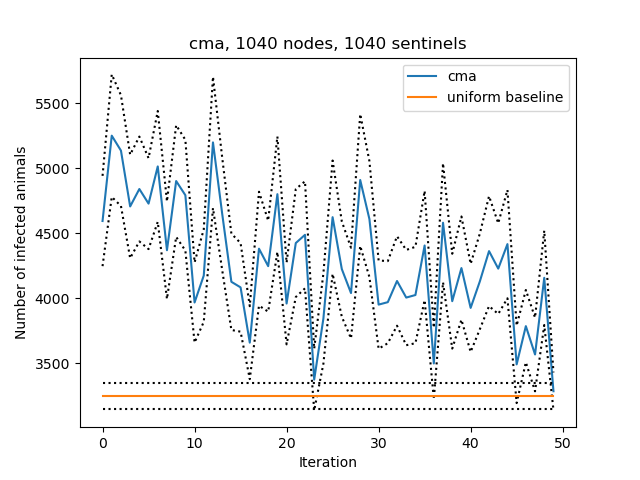 cma, 1040 nodes, 1040 sentinels
cma
uniform baseline
Number of infected animals
5500
5000
4500
4000
3500
0 10 20 30 40 50
Iteration